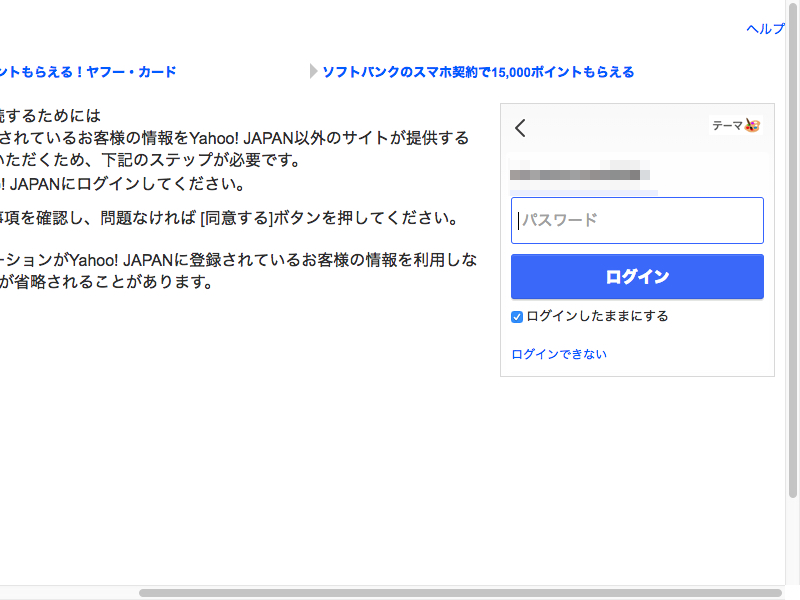 ヘルプ
ントもらえる！ヤフー・カード
ソフトバンクのスマホ契約で15,000ポイントもらえる
するためには
されているお客様の情報をYahoo! JAPAN以外のサイトが提供する
いただくため、下記のステップが必要です。
! JAPANにログインしてください。
事項を確認し、問題なければ [同意する]ボタンを押してください。
ーションがYahoo! JAPANに登録されているお客様の情報を利用しな
が省略されることがあります。
テーマ
パスワード
ログイン
ログインしたままにする
ログインできない